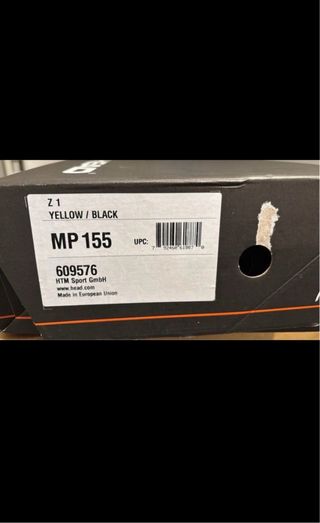 Z 1
YELLOW / BLACK
MP 155
UPC:
609576
HTM Sport GmbH
www.head.com
Made in European Union